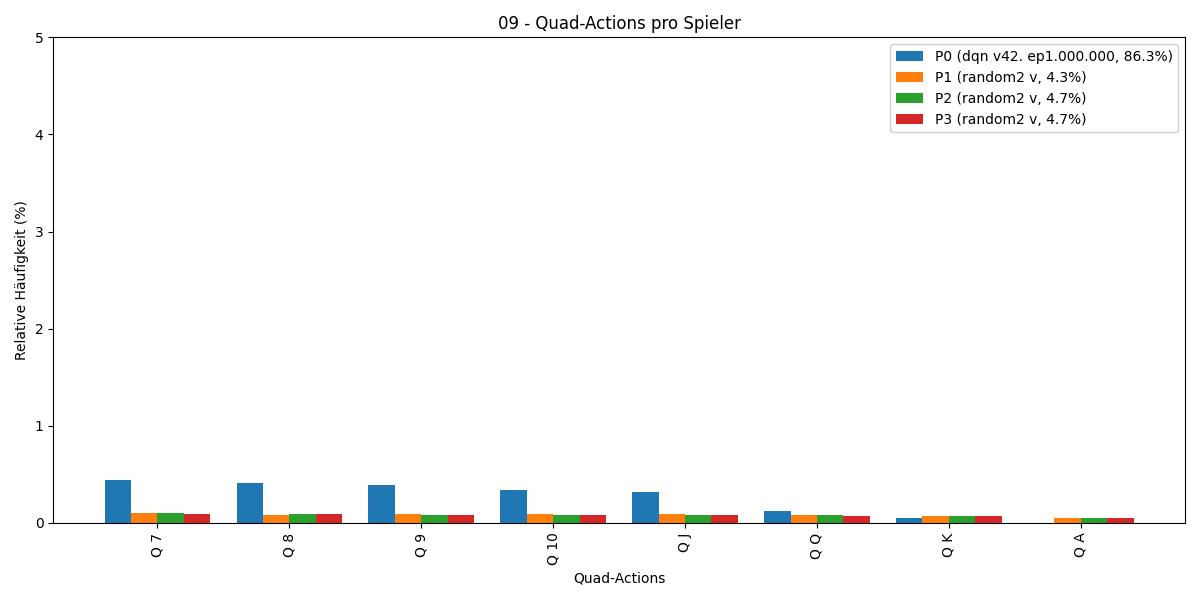 09 - Quad-Actions pro Spieler
P0 (dqn v42. ep1.000.000, 86.3%)
P1 (random2 v, 4.3%)
P2 (random2 v, 4.7%)
P3 (random2 v, 4.7%)
Relative Häufigkeit (%)
5
4
3
2
1
0
Q 7
Q 8
Q 9
Q 10
Q J
Q Q
Q K
Q A
Quad-Actions